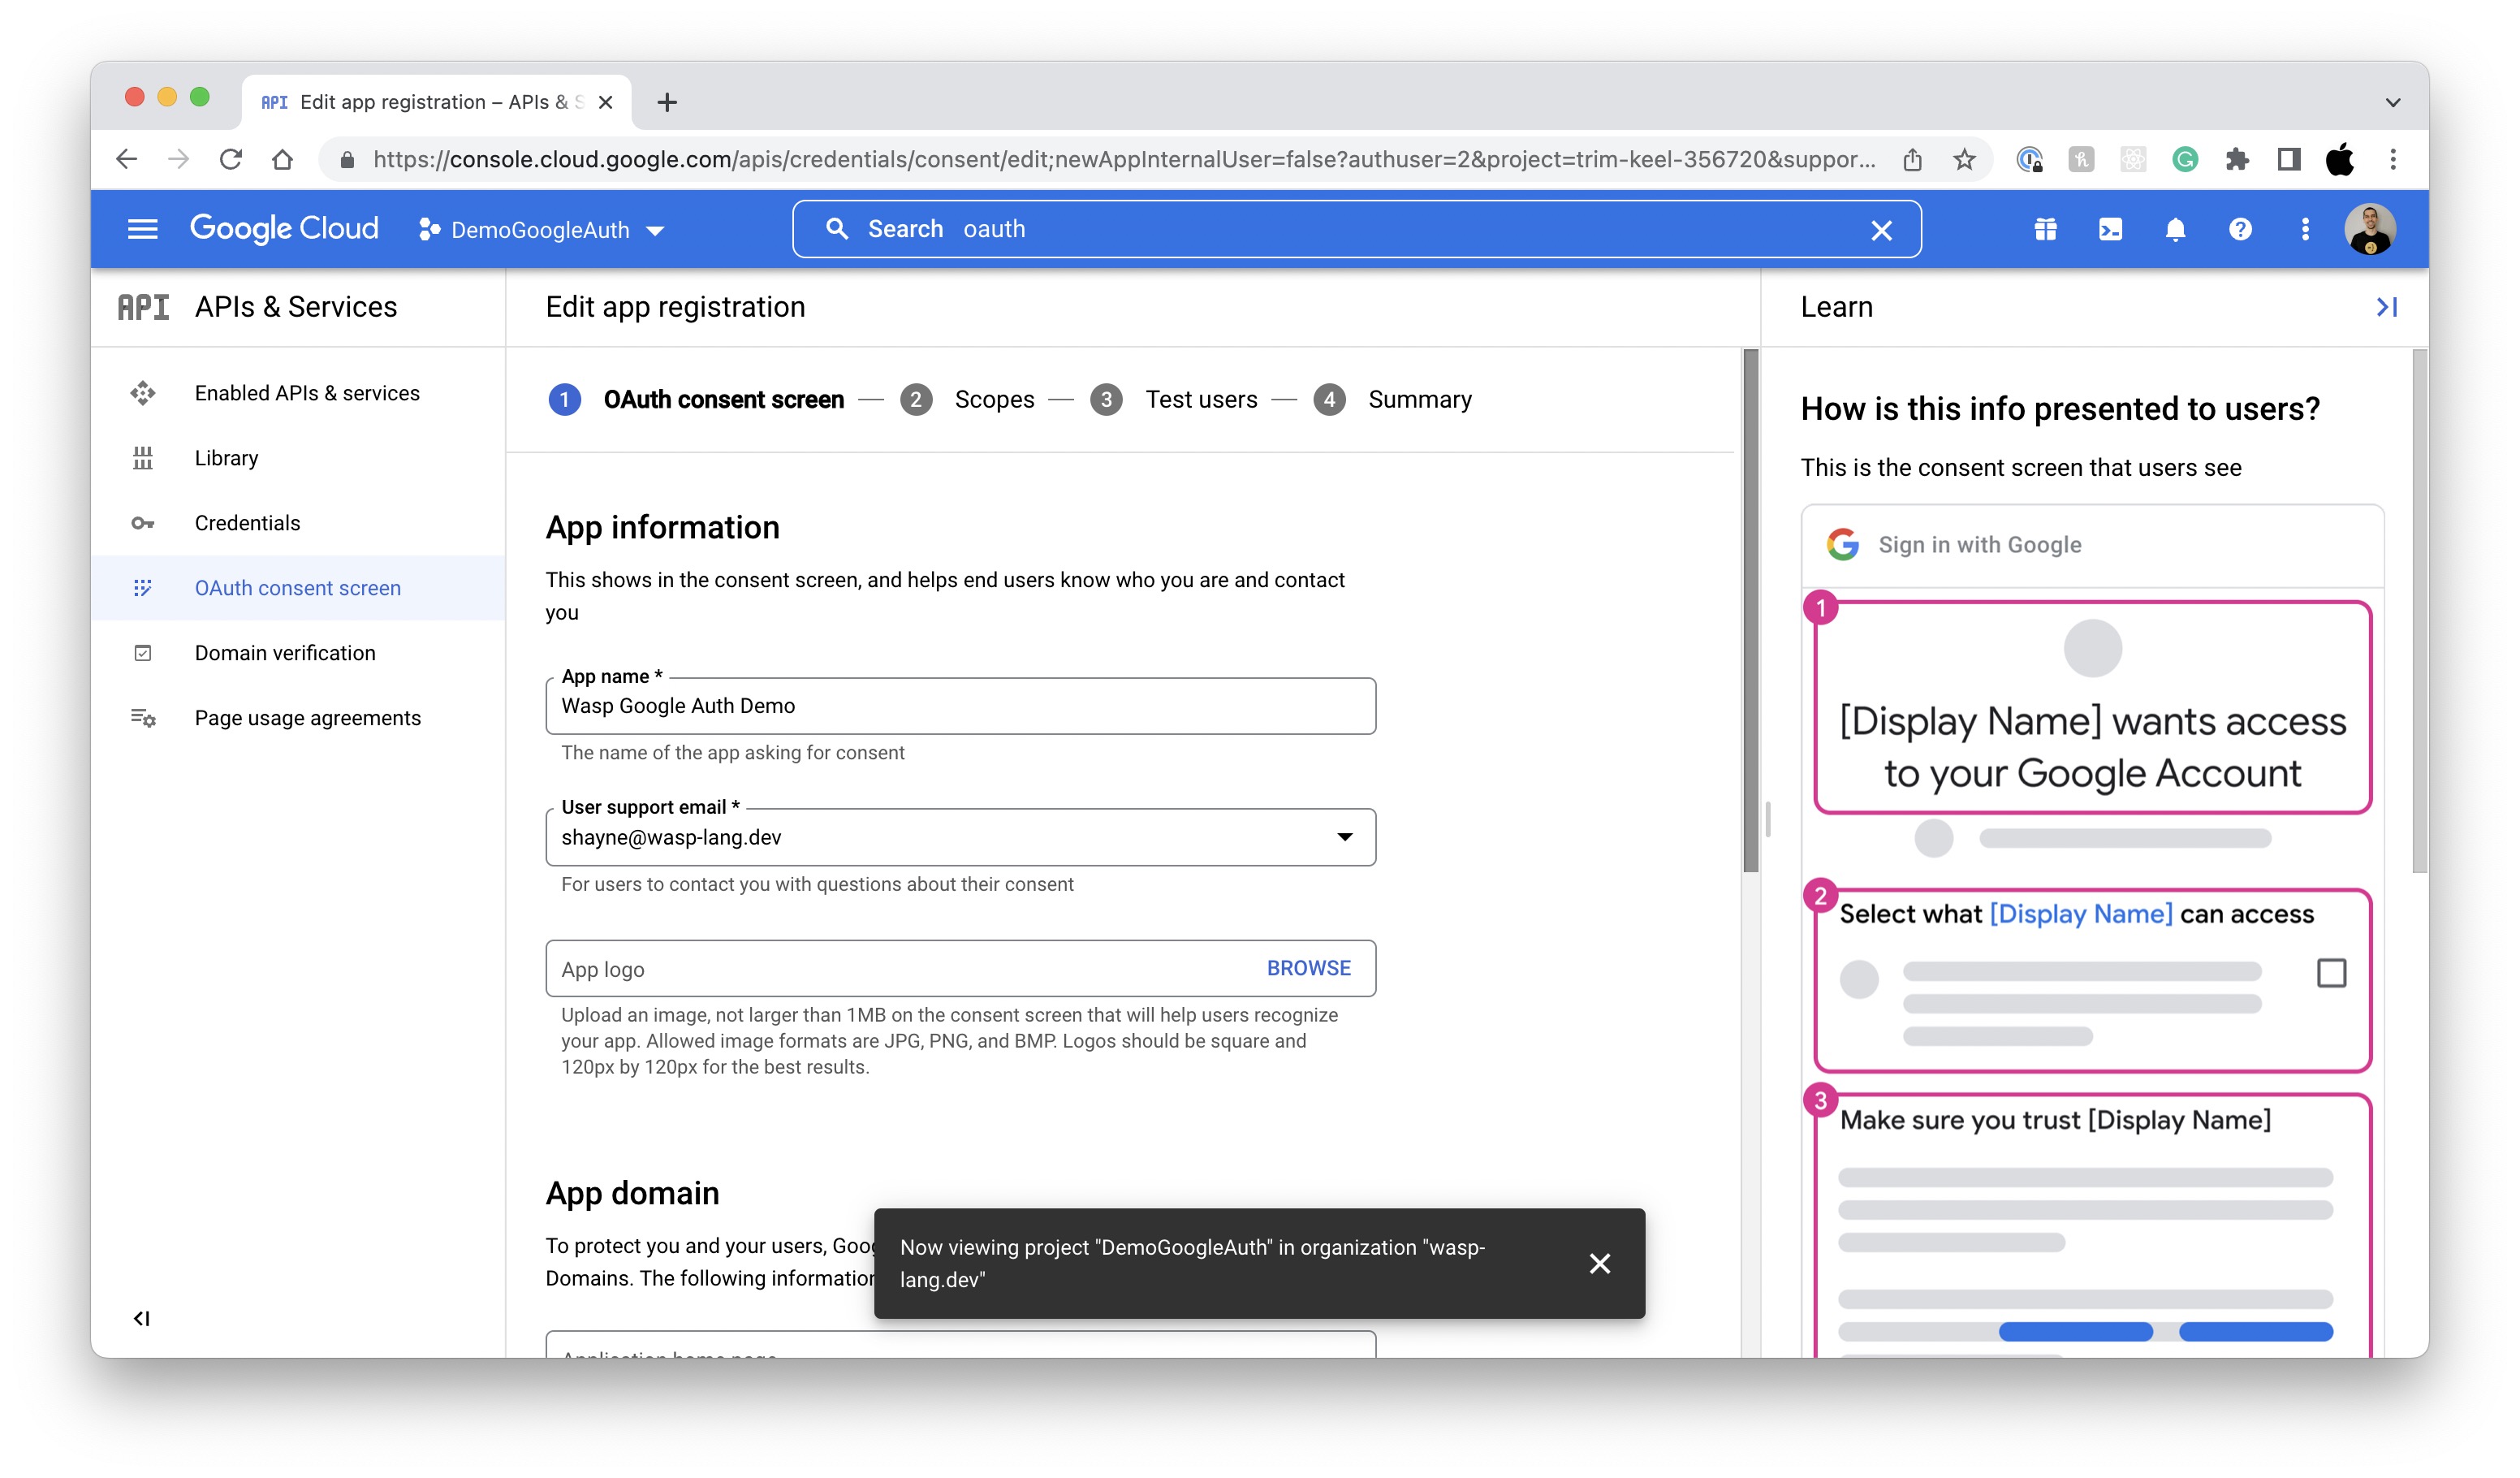 API Edit app registration – APIs & S
https://console.cloud.google.com/apis/credentials/consent/edit;newAppInternalUser=false?authuser=2&project=trim-keel-356720&suppor...
Google Cloud DemoGoogleAuth Search oauth
API APIs & Services
Enabled APIs & services
Library
Credentials
OAuth consent screen
Domain verification
Page usage agreements
Edit app registration
1 OAuth consent screen — 2 Scopes — 3 Test users — 4 Summary
App information
This shows in the consent screen, and helps end users know who you are and contact
you
App name *
Wasp Google Auth Demo
The name of the app asking for consent
User support email *
shayne@wasp-lang.dev
For users to contact you with questions about their consent
App logo BROWSE
Upload an image, not larger than 1MB on the consent screen that will help users recognize
your app. Allowed image formats are JPG, PNG, and BMP. Logos should be square and
120px by 120px for the best results.
App domain
To protect you and your users, Goog
Domains. The following information
Application home page
Now viewing project "DemoGoogleAuth" in organization "wasp-
lang.dev"
Learn
How is this info presented to users?
This is the consent screen that users see
Sign in with Google
1
[Display Name] wants access
to your Google Account
2
Select what [Display Name] can access
3
Make sure you trust [Display Name]